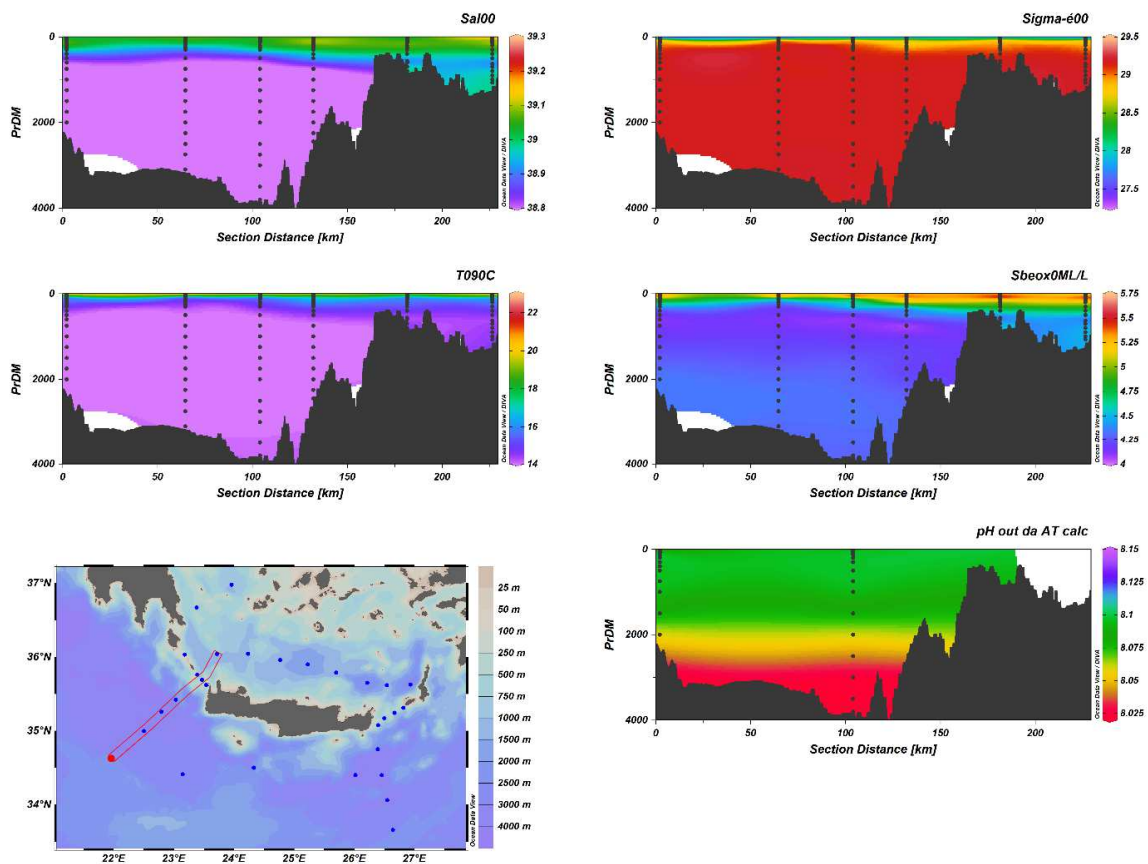 Sal00
PrDM
0
2000
4000
0
50
100
150
200
Section Distance [km]
39.3
39.2
39.1
39
38.9
38.8
Ocean Data View / DIVA
Sigma-é00
PrDM
0
2000
4000
0
50
100
150
200
Section Distance [km]
29.5
29
28.5
28
27.5
Ocean Data View / DIVA
T090C
PrDM
0
2000
4000
0
50
100
150
200
Section Distance [km]
22
20
18
16
14
Ocean Data View / DIVA
Sbeox0ML/L
PrDM
0
2000
4000
0
50
100
150
200
Section Distance [km]
5.75
5.5
5.25
5
4.75
4.5
4.25
4
Ocean Data View / DIVA
37°N
36°N
35°N
34°N
22°E
23°E
24°E
25°E
26°E
27°E
25 m
50 m
100 m
250 m
500 m
750 m
1000 m
1500 m
2000 m
2500 m
3000 m
4000 m
Ocean Data View
pH out da AT calc
PrDM
0
2000
4000
0
50
100
150
200
Section Distance [km]
8.15
8.125
8.1
8.075
8.05
8.025
Ocean Data View / DIVA